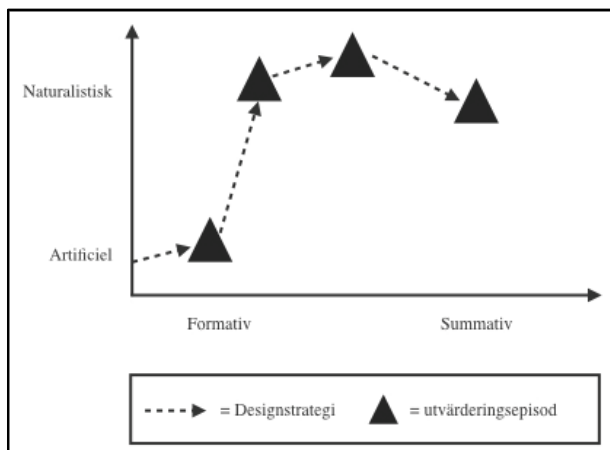 Naturalistisk
Artificiel
Formativ Summativ
= Designstrategi = utvärderingsepisod